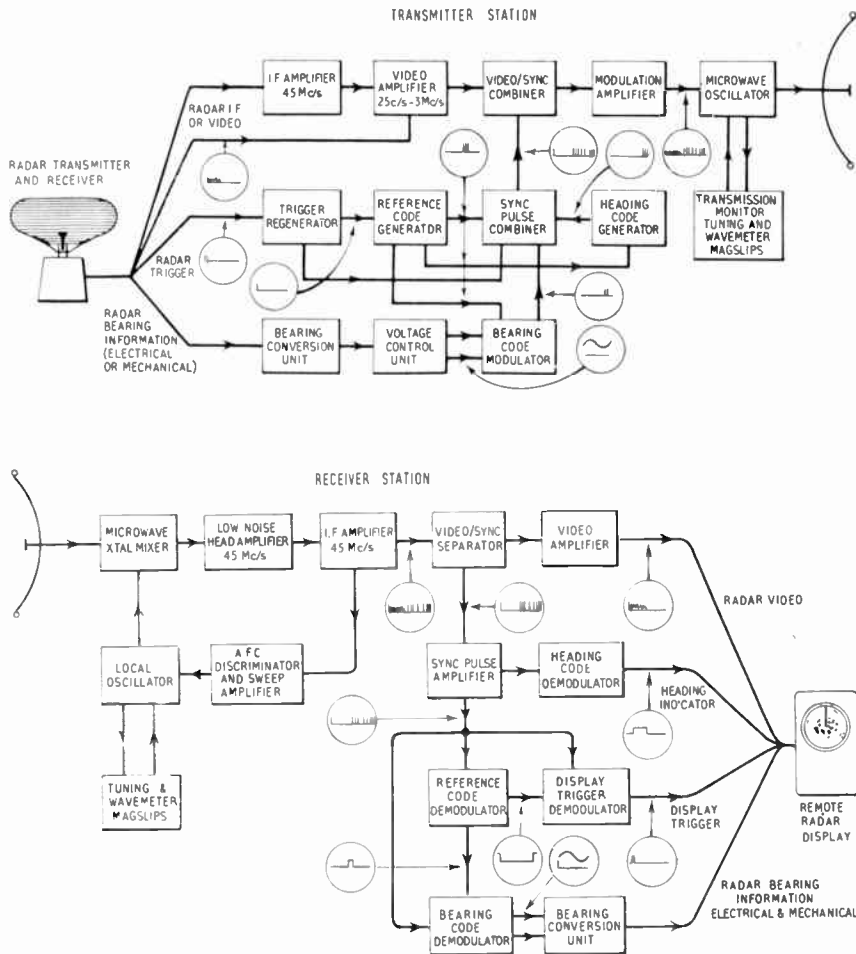 TRANSMITTER STATION
I.F AMPLIFIER
45 Mc/s
VIDEO
AMPLIFIER
25c/s-3Mc/s
VIDEO/SYNC
COMBINER
MODULATION
AMPLIFIER
MICROWAVE
OSCILLATOR
RADAR I F
OR VIDEO
RADAR TRANSMITTER
AND RECEIVER
TRIGGER
REGENERATOR
REFERENCE
CODE
GENERATOR
SYNC
PULSE
COMBINER
HEADING
CODE
GENERATOR
TRANSMISSION
MONITOR
TUNING AND
WAVEMETER
MAGSLIPS
RADAR
TRIGGER
RADAR
BEARING
INFORMATION
(ELECTRICAL
OR MECHANICAL)
BEARING
CONVERSION
UNIT
VOLTAGE
CONTROL
UNIT
BEARING
CODE
MODULATOR
RECEIVER STATION
MICROWAVE
XTAL MIXER
LOW NOISE
HEAD AMPLIFIER
45 Mc/s
I.F AMPLIFIER
45 Mc/s
VIDEO/SYNC
SEPARATOR
VIDEO
AMPLIFIER
RADAR VIDEO
LOCAL
OSCILLATOR
A F C
DISCRIMINATOR
AND SWEEP
AMPLIFIER
SYNC PULSE
AMPLIFIER
HEADING
CODE
DEMODULATOR
HEADING
INDICATOR
TUNING &
WAVEMETER
MAGSLIPS
REFERENCE
CODE
DEMODULATOR
DISPLAY
TRIGGER
DEMODULATOR
DISPLAY
TRIGGER
REMOTE
RADAR
DISPLAY
BEARING
CODE
DEMODULATOR
BEARING
CONVERSION
UNIT
RADAR BEARING
INFORMATION
ELECTRICAL & MECHANICAL